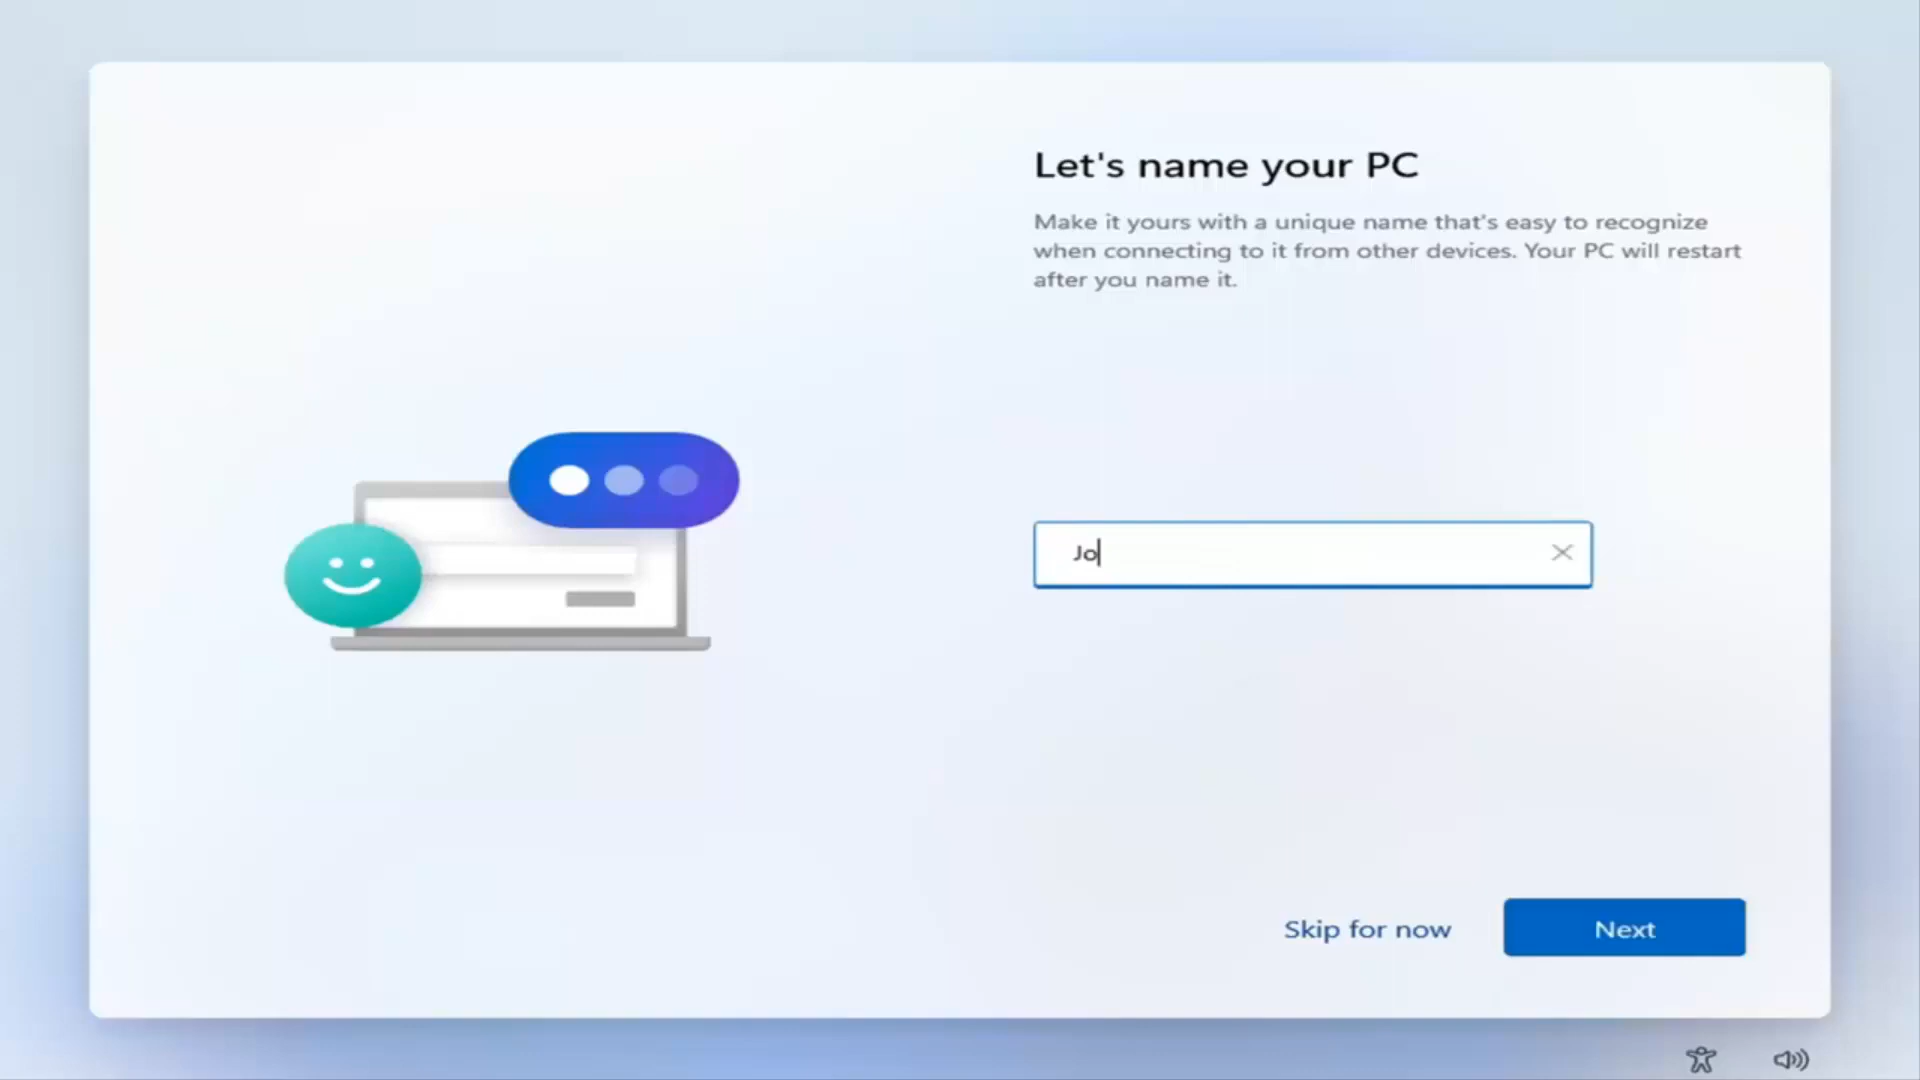 Let's name your PC
Make it yours with a unique name that's easy to recognize
when connecting to it from other devices. Your PC will restart
after you name it.
Jo
Skip for now
Next